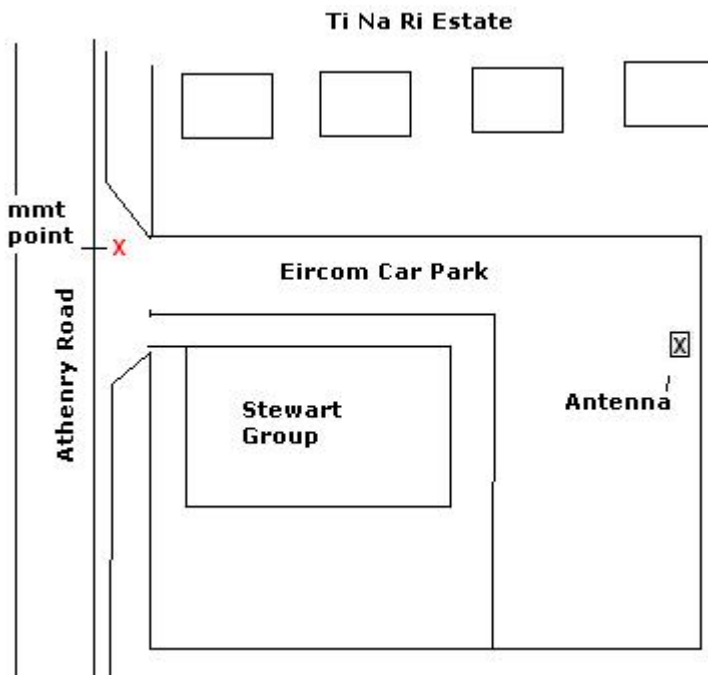 Ti Na Ri Estate
mmt
point
X
Eircom Car Park
Athenry Road
X
Antenna
Stewart
Group